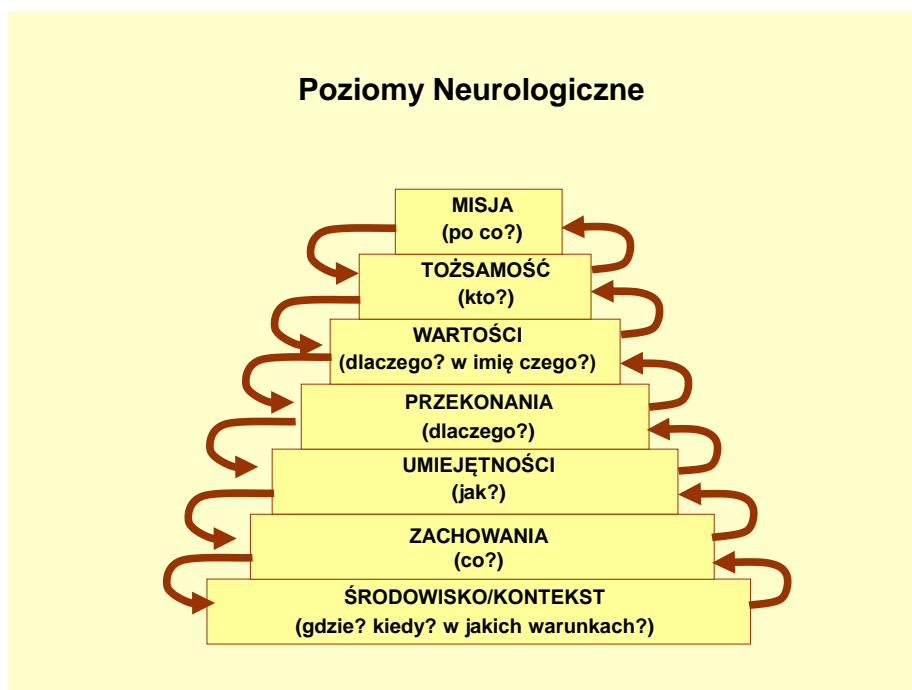 Poziomy Neurologiczne
MISJA
(po co?)
TOŻSAMOŚĆ
(kto?)
WARTOŚCI
(dlaczego? w imię czego?)
PRZEKONANIA
(dlaczego?)
UMIEJĘTNOŚCI
(jak?)
ZACHOWANIA
(co?)
ŚRODOWISKO/KONTEKST
(gdzie? kiedy? w jakich warunkach?)